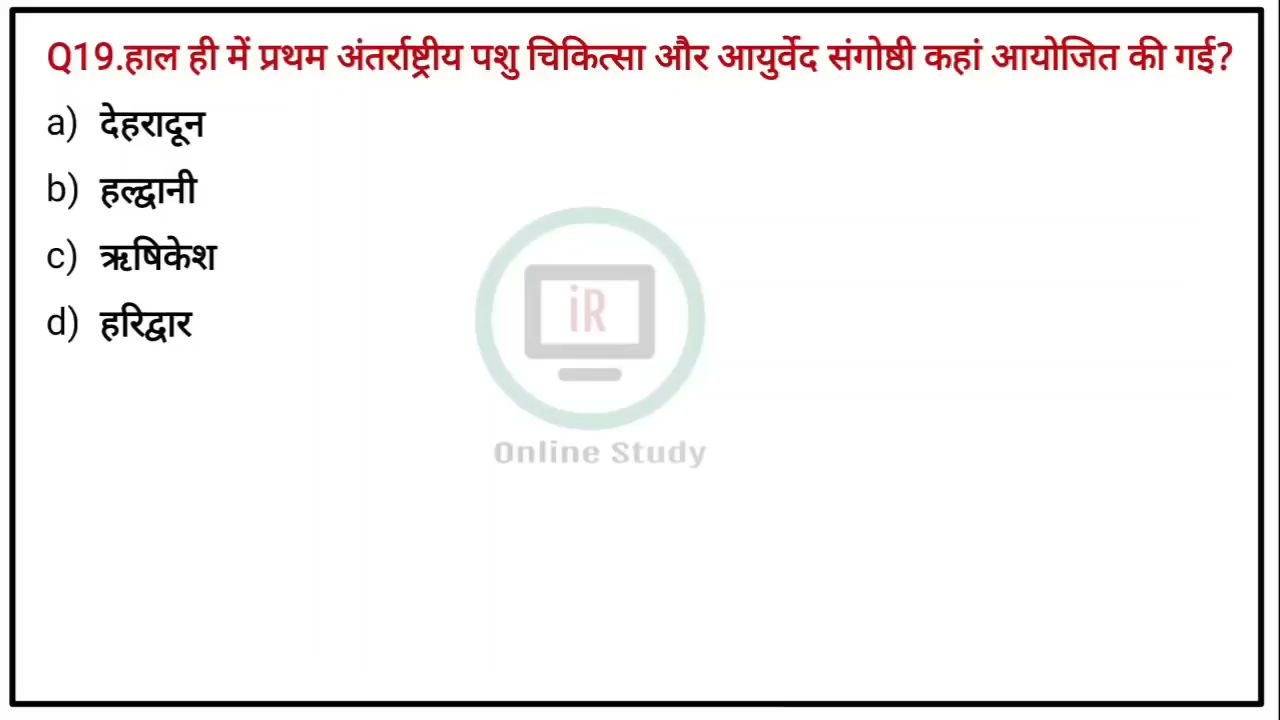 Q19.हाल ही में प्रथम अंतर्राष्ट्रीय पशु चिकित्सा और आयुर्वेद संगोष्ठी कहां आयोजित की गई?
a) देहरादून
b) हल्द्वानी
c) ऋषिकेश
d) हरिद्वार
iR
Online Study